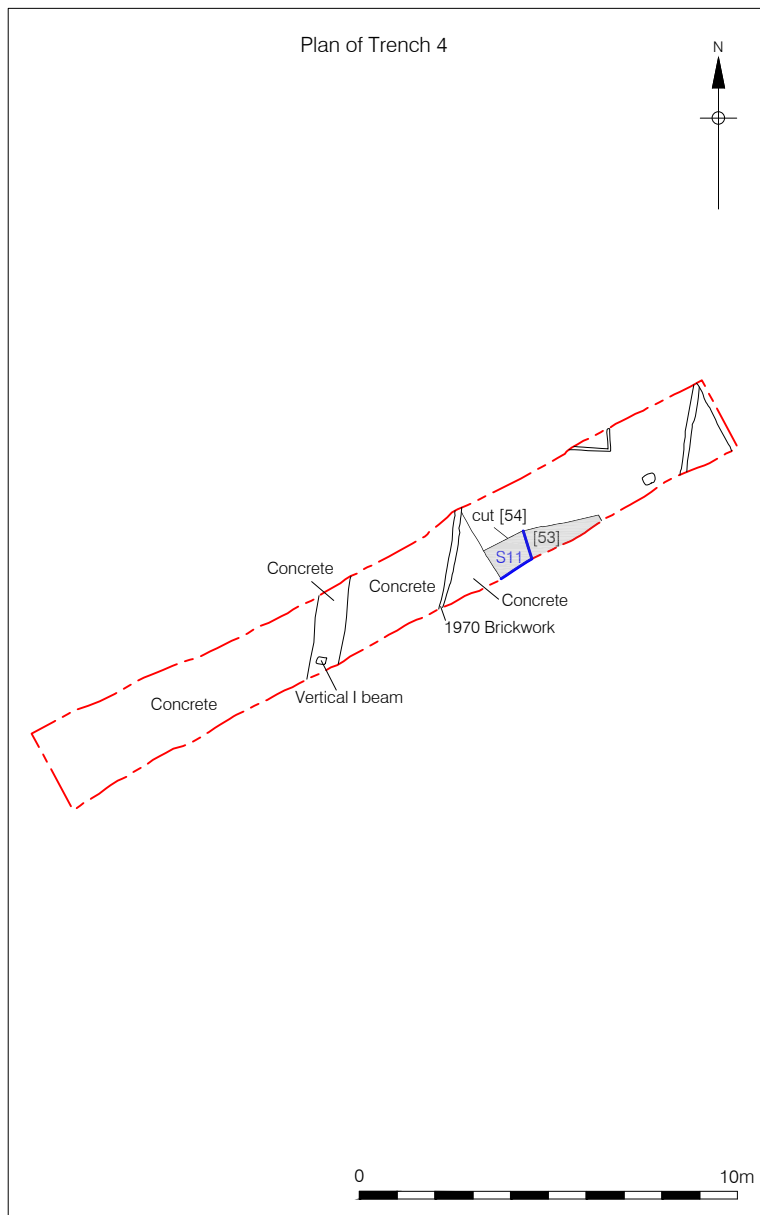 Plan of Trench 4
N
cut [54]
[53]
S11
Concrete
Concrete
Concrete
1970 Brickwork
Vertical I beam
Concrete
0
10m